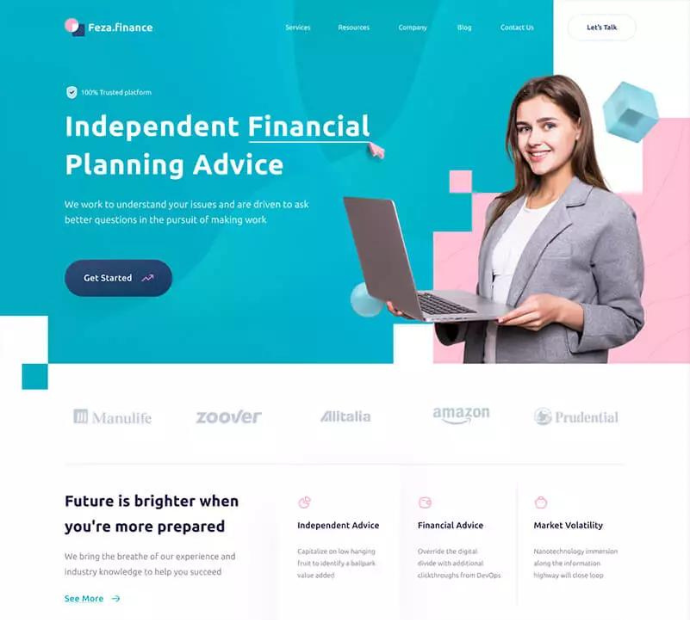 Feza.finance
Services
Resources
Company
Blog
Contact Us
Let's Talk
100% Trusted platform
Independent Financial
Planning Advice
We work to understand your issues and are driven to ask
better questions in the pursuit of making work
Get Started
Manulife
zoover
Alitalia
amazon
Prudential
Future is brighter when
you're more prepared
We bring the breathe of our experience and
industry knowledge to help you succeed
See More
Independent Advice
Capitalize on low hanging
fruit to identify a ballpark
value added
Financial Advice
Override the digital
divide with additional
clickthroughs from DevOps
Market Volatility
Nanotechnology immersion
along the information
highway will close loop